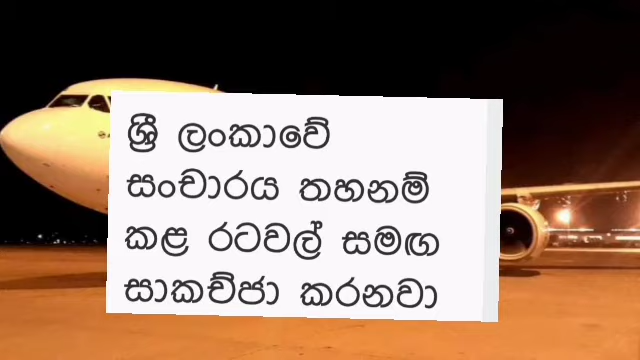 ශ්‍රී ලංකාවේ
සංචාරය තහනම්
කළ රටවල් සමඟ
සාකච්ජා කරනවා